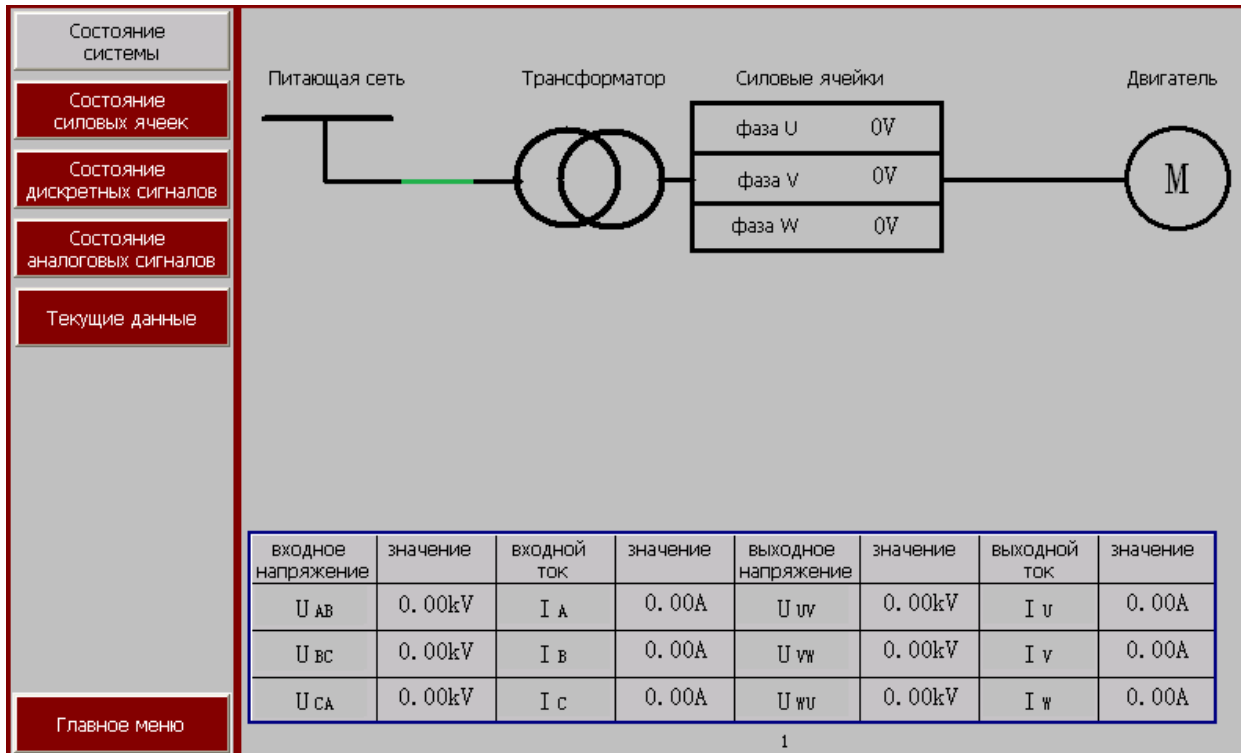 Состояние
системы
Состояние
силовых ячеек
Состояние
дискретных сигналов
Состояние
аналоговых сигналов
Текущие данные
Главное меню
Питающая сеть Трансформатор Силовые ячейки Двигатель
фаза U 0V
фаза V 0V
фаза W 0V
M
входное напряжение значение входной ток значение выходное напряжение значение выходной ток значение
U AB 0.00kV I A 0.00A U UV 0.00kV I U 0.00A
U BC 0.00kV I B 0.00A U VW 0.00kV I V 0.00A
U CA 0.00kV I C 0.00A U WU 0.00kV I W 0.00A
1